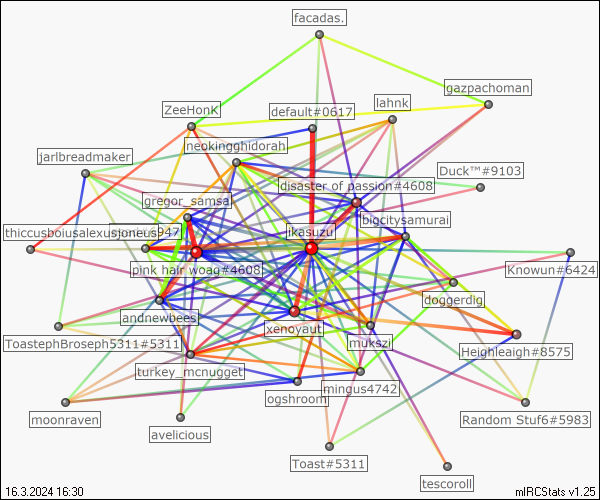 facadas.
gazpachoman
ZeeHonK
default#0617
lahnk
neokingghidorah
jarlbreadmaker
Duck™#9103
disaster of passion#4608
gregor_samsa
bigcitysamurai
ikasuzu
pink hair woag#4608
Knowun#6424
doggerdig
andnewbees
xenoyaut
mukszi
ToastephBroseph5311#5311
Heighleaigh#8575
turkey_mcnugget
mingus4742
ogshroom
moonraven
Random Stuf6#5983
avelicious
Toast#5311
tescoroll
16.3.2024 16:30
mIRCStats v1.25